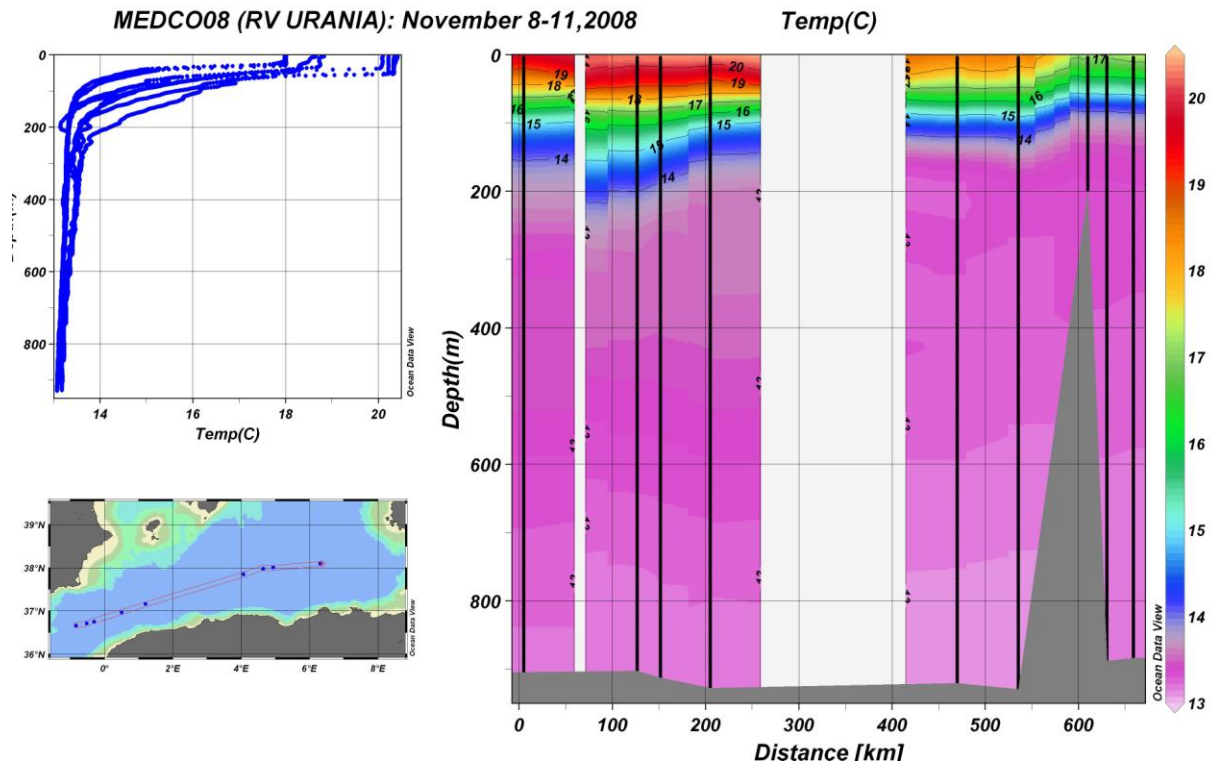 MEDCO08 (RV URANIA): November 8-11,2008 Temp(C)
0
200
400
600
800
14 16 18 20
Temp(C)
Ocean Data View
39°N
38°N
37°N
36°N
0° 2°E 4°E 6°E 8°E
Ocean Data View
Depth(m)
0
200
400
600
800
19
18
16
15
14
20
19
18
17
16
15
15
14
16
15
14
17
0 100 200 300 400 500 600
Distance [km]
Ocean Data View
20
19
18
17
16
15
14
13